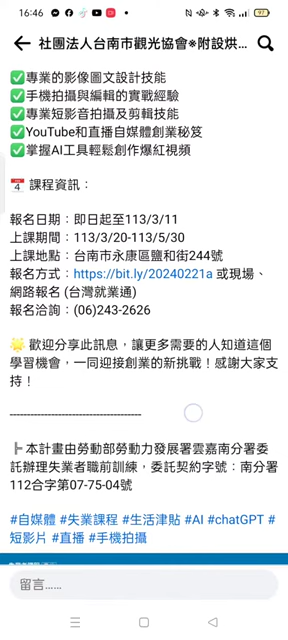 16:46
97
社團法人台南市觀光協會※附設烘...
✅專業的影像圖文設計技能
✅手機拍攝與編輯的實戰經驗
✅專業短影音拍攝及剪輯技能
✅YouTube和直播自媒體創業秘笈
✅掌握AI工具輕鬆創作爆紅視頻
📅 課程資訊：
報名日期：即日起至113/3/11
上課期間：113/3/20-113/5/30
上課地點：台南市永康區鹽和街244號
報名方式：https://bit.ly/20240221a 或現場、
網路報名 (台灣就業通)
報名洽詢：(06)243-2626
🌟 歡迎分享此訊息，讓更多需要的人知道這個
學習機會，一同迎接創業的新挑戰！感謝大家支
持！
---------------------------------------
╠本計畫由勞動部勞動力發展署雲嘉南分署委
託辦理失業者職前訓練，委託契約字號：南分署
112合字第07-75-04號
#自媒體 #失業課程 #生活津貼 #AI #chatGPT #
短影片 #直播 #手機拍攝
留言......